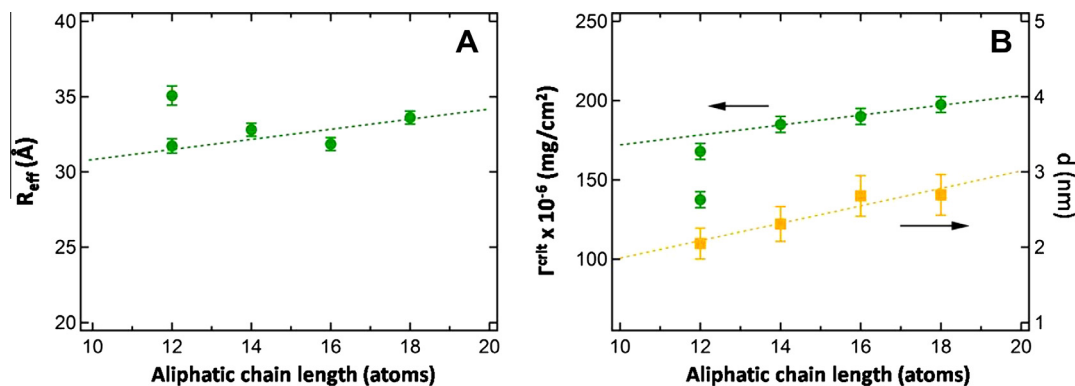 A
40
35
30
25
20
R_eff (Å)
10 12 14 16 18 20
Aliphatic chain length (atoms)
B
250
200
150
100
Γ^crit x 10^-6 (mg/cm^2)
5
4
3
2
1
d (nm)
10 12 14 16 18 20
Aliphatic chain length (atoms)